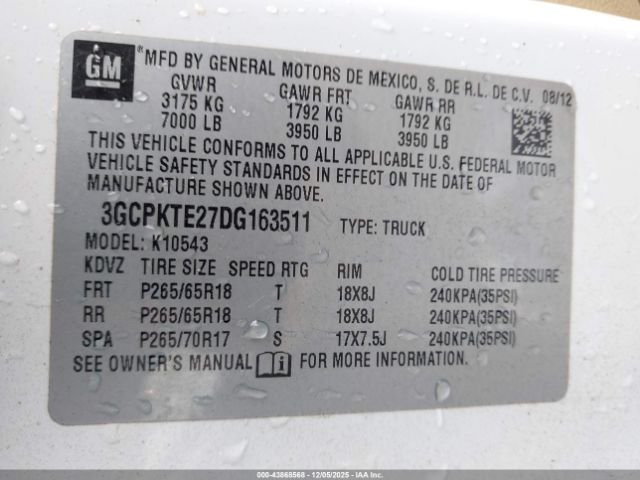 GM
®MFD BY GENERAL MOTORS DE MEXICO, S. DE R.L. DE C.V. 08/12
GVWR GAWR FRT GAWR RR
3175 KG 1792 KG 1792 KG
7000 LB 3950 LB 3950 LB
THIS VEHICLE CONFORMS TO ALL APPLICABLE U.S. FEDERAL MOTOR
VEHICLE SAFETY STANDARDS IN EFFECT ON THE DATE OF
MANUFACTURE SHOWN ABOVE.
3GCPKTE27DG163511 TYPE: TRUCK
MODEL: K10543
KDVZ TIRE SIZE SPEED RTG RIM COLD TIRE PRESSURE
FRT P265/65R18 T 18X8J 240KPA(35PSI)
RR P265/65R18 T 18X8J 240KPA(35PSI)
SPA P265/70R17 S 17X7.5J 240KPA(35PSI)
SEE OWNER'S MANUAL i FOR MORE INFORMATION.
000-43868568 - 12/05/2025 - IAAI.COM